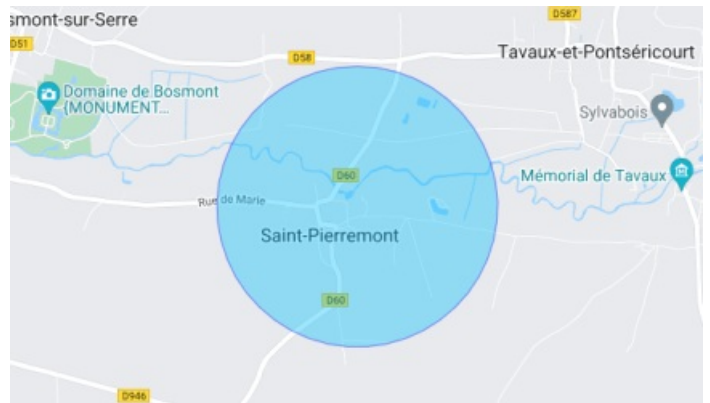 smont-sur-Serre
D51
D58
D587
Tavaux-et-Pontséricourt
Domaine de Bosmont
(MONUMENT...
Sylvabois
D60
Mémorial de Tavaux
Rue de Marle
Saint-Pierremont
D60
D946